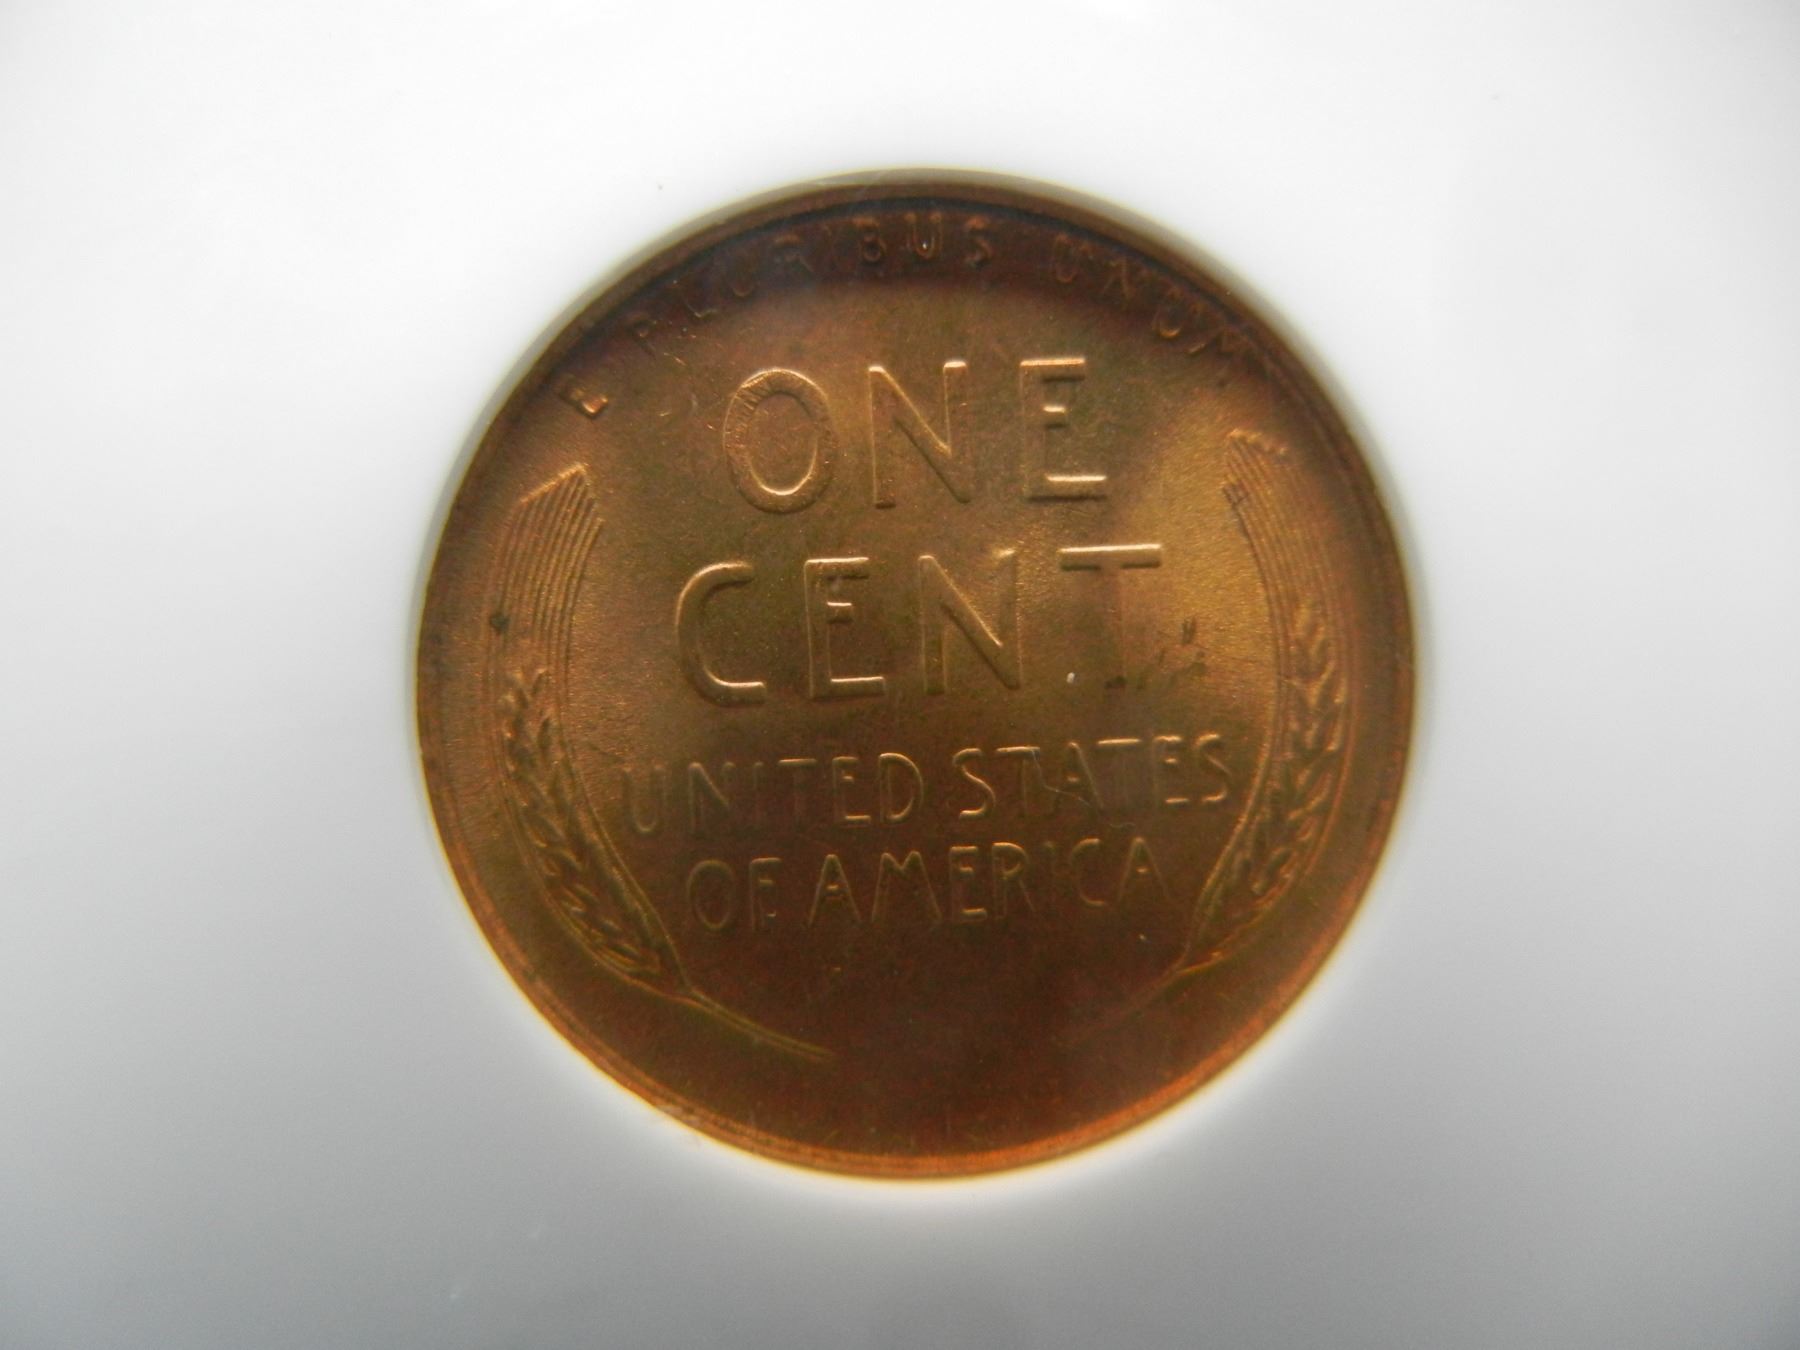 E PLURIBUS UNUM
ONE
CENT
UNITED STATES
OF AMERICA